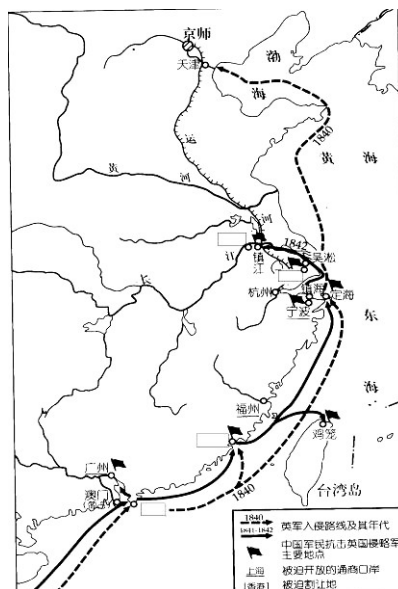 京师
天津
渤
海
1840
黄
海
运
黄
河
河
1842
吴淞
镇江
江
长
杭州
镇海
定海
宁波
东
海
福州
鸡笼
广州
澳门
台湾岛
1840
1840 英军入侵路线及其年代
1841-1842
中国军民抗击英国侵略军
主要地点
上海 被迫开放的通商口岸
[香港] 被迫割让地